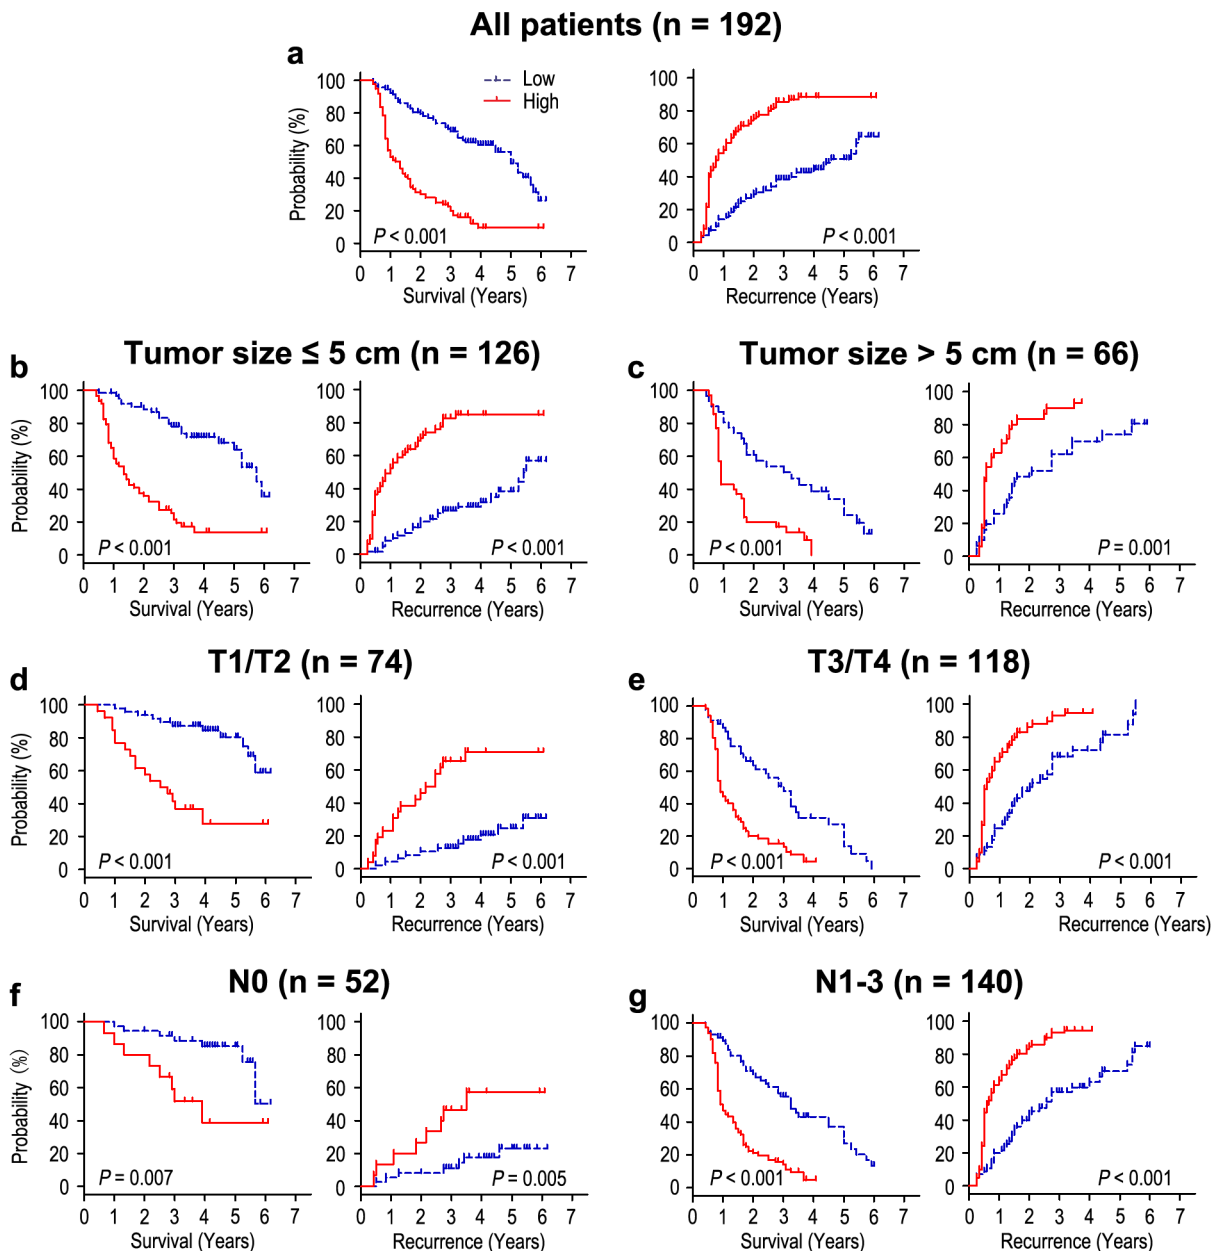 All patients (n = 192)
a
Low
High
Probability (%)
100
80
60
40
20
0
P < 0.001
0 1 2 3 4 5 6 7
Survival (Years)
100
80
60
40
20
0
P < 0.001
0 1 2 3 4 5 6 7
Recurrence (Years)
b
Tumor size ≤ 5 cm (n = 126)
Probability (%)
100
80
60
40
20
0
P < 0.001
0 1 2 3 4 5 6 7
Survival (Years)
100
80
60
40
20
0
P < 0.001
0 1 2 3 4 5 6 7
Recurrence (Years)
c
Tumor size > 5 cm (n = 66)
100
80
60
40
20
0
P < 0.001
0 1 2 3 4 5 6 7
Survival (Years)
100
80
60
40
20
0
P = 0.001
0 1 2 3 4 5 6 7
Recurrence (Years)
d
T1/T2 (n = 74)
Probability (%)
100
80
60
40
20
0
P < 0.001
0 1 2 3 4 5 6 7
Survival (Years)
100
80
60
40
20
0
P < 0.001
0 1 2 3 4 5 6 7
Recurrence (Years)
e
T3/T4 (n = 118)
100
80
60
40
20
0
P < 0.001
0 1 2 3 4 5 6 7
Survival (Years)
100
80
60
40
20
0
P < 0.001
0 1 2 3 4 5 6 7
Recurrence (Years)
f
N0 (n = 52)
Probability (%)
100
80
60
40
20
0
P = 0.007
0 1 2 3 4 5 6 7
Survival (Years)
100
80
60
40
20
0
P = 0.005
0 1 2 3 4 5 6 7
Recurrence (Years)
g
N1-3 (n = 140)
100
80
60
40
20
0
P < 0.001
0 1 2 3 4 5 6 7
Survival (Years)
100
80
60
40
20
0
P < 0.001
0 1 2 3 4 5 6 7
Recurrence (Years)